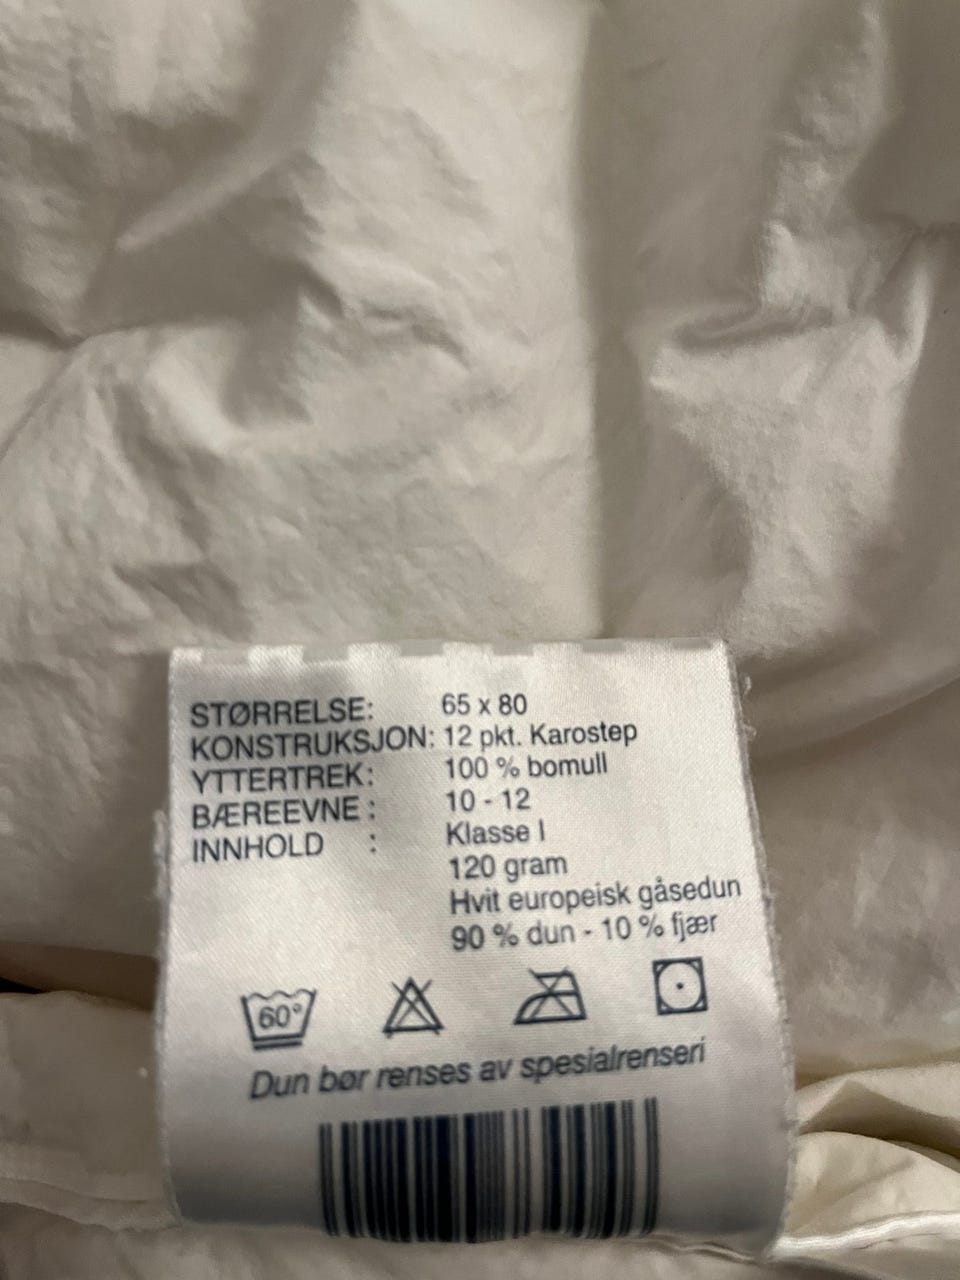 STØRRELSE: 65 x 80
KONSTRUKSJON: 12 pkt. Karostep
YTTERTREK: 100 % bomull
BÆREEVNE : 10 - 12
INNHOLD : Klasse I
120 gram
Hvit europeisk gåsedun
90 % dun - 10 % fjær
60°
Dun bør renses av spesialrenseri